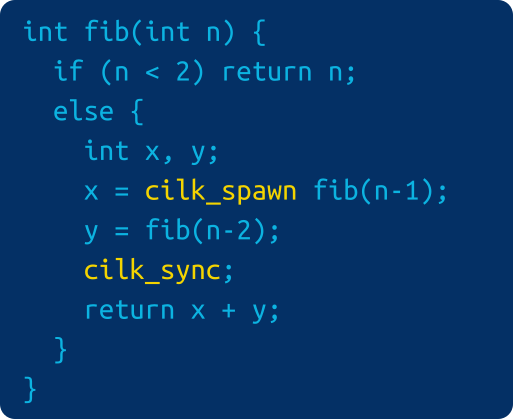 int fib(int n) {
  if (n < 2) return n;
  else {
    int x, y;
    x = cilk_spawn fib(n-1);
    y = fib(n-2);
    cilk_sync;
    return x + y;
  }
}